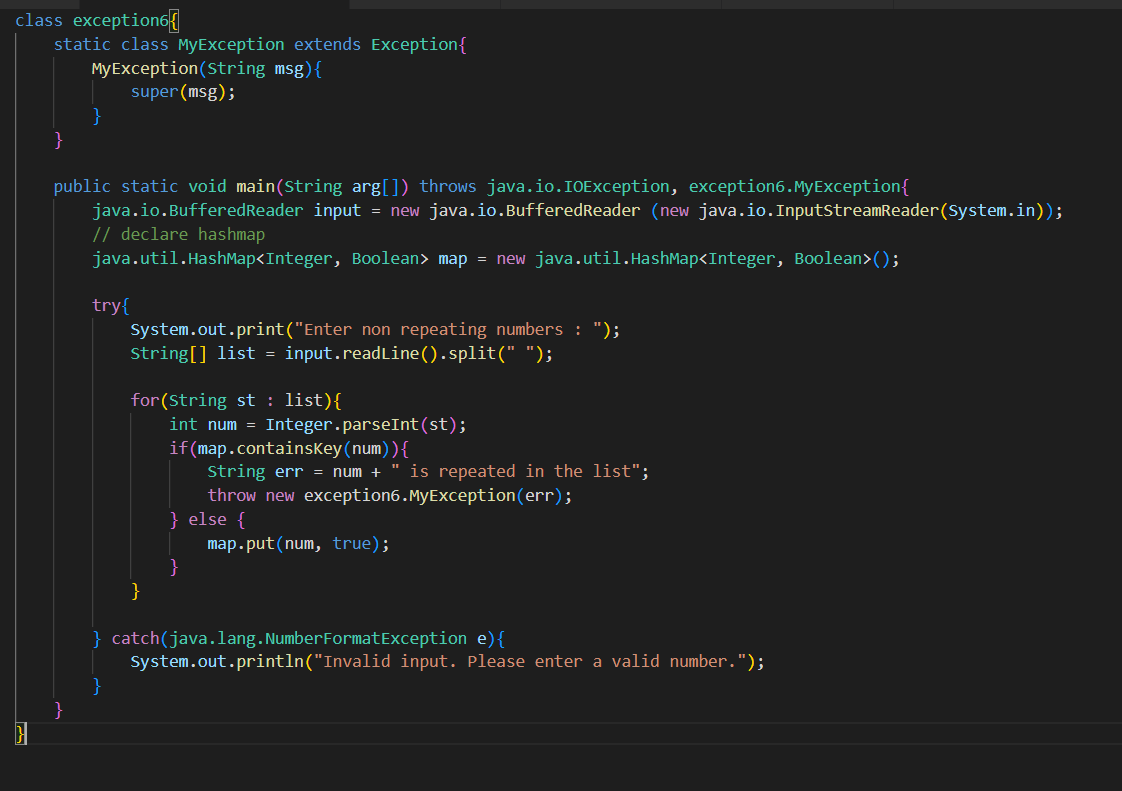 class exception6{
    static class MyException extends Exception{
        MyException(String msg){
            super(msg);
        }
    }

    public static void main(String arg[]) throws java.io.IOException, exception6.MyException{
        java.io.BufferedReader input = new java.io.BufferedReader (new java.io.InputStreamReader(System.in));
        // declare hashmap
        java.util.HashMap<Integer, Boolean> map = new java.util.HashMap<Integer, Boolean>();

        try{
            System.out.print("Enter non repeating numbers : ");
            String[] list = input.readLine().split(" ");

            for(String st : list){
                int num = Integer.parseInt(st);
                if(map.containsKey(num)){
                    String err = num + " is repeated in the list";
                    throw new exception6.MyException(err);
                } else {
                    map.put(num, true);
                }
            }

        } catch(java.lang.NumberFormatException e){
            System.out.println("Invalid input. Please enter a valid number.");
        }
    }
}